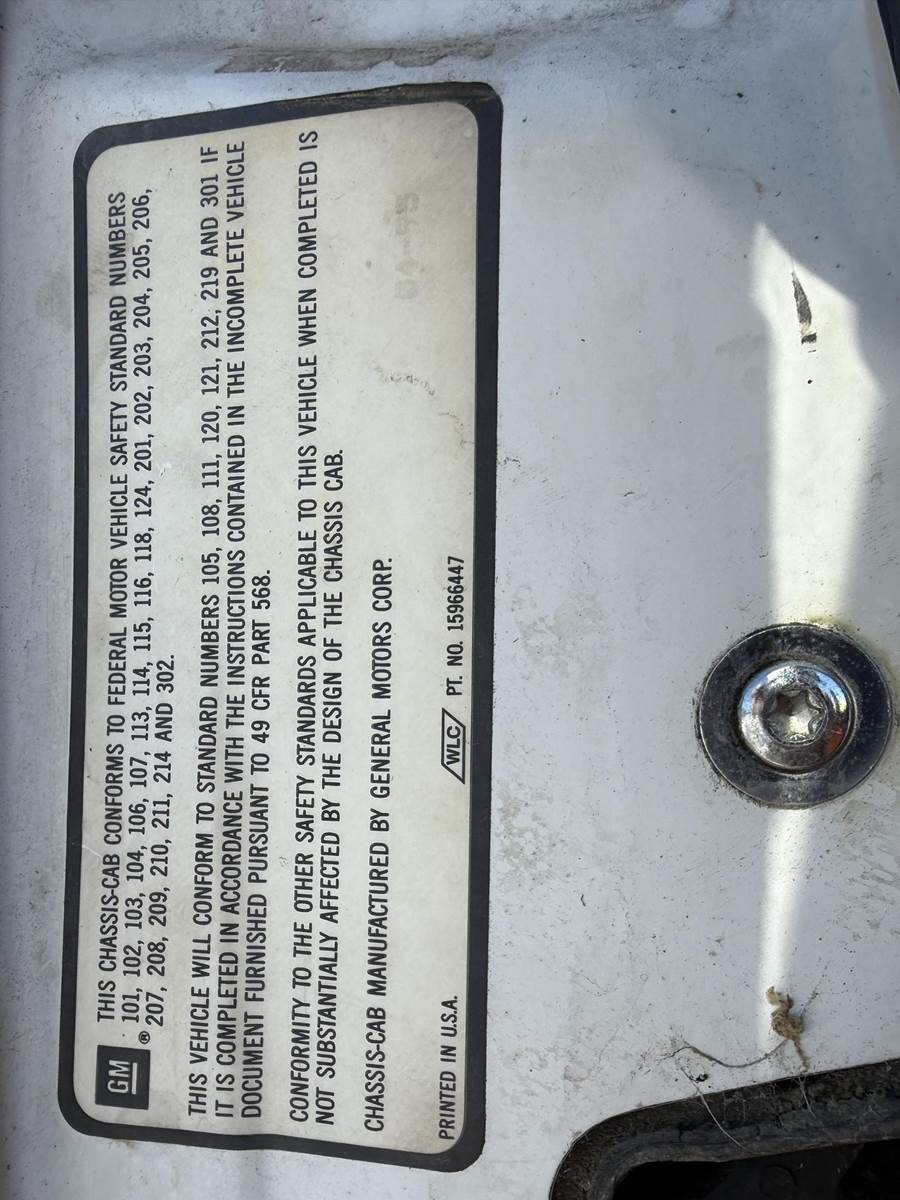 GM
®
THIS CHASSIS-CAB CONFORMS TO FEDERAL MOTOR VEHICLE SAFETY STANDARD NUMBERS
101, 102, 103, 104, 106, 107, 113, 114, 115, 116, 118, 124, 201, 202, 203, 204, 205, 206,
207, 208, 209, 210, 211, 214 AND 302.
THIS VEHICLE WILL CONFORM TO STANDARD NUMBERS 105, 108, 111, 120, 121, 212, 219 AND 301 IF
IT IS COMPLETED IN ACCORDANCE WITH THE INSTRUCTIONS CONTAINED IN THE INCOMPLETE VEHICLE
DOCUMENT FURNISHED PURSUANT TO 49 CFR PART 568.
CONFORMITY TO THE OTHER SAFETY STANDARDS APPLICABLE TO THIS VEHICLE WHEN COMPLETED IS
NOT SUBSTANTIALLY AFFECTED BY THE DESIGN OF THE CHASSIS CAB.
CHASSIS-CAB MANUFACTURED BY GENERAL MOTORS CORP.
PRINTED IN U.S.A. WLC PT. NO. 15966447